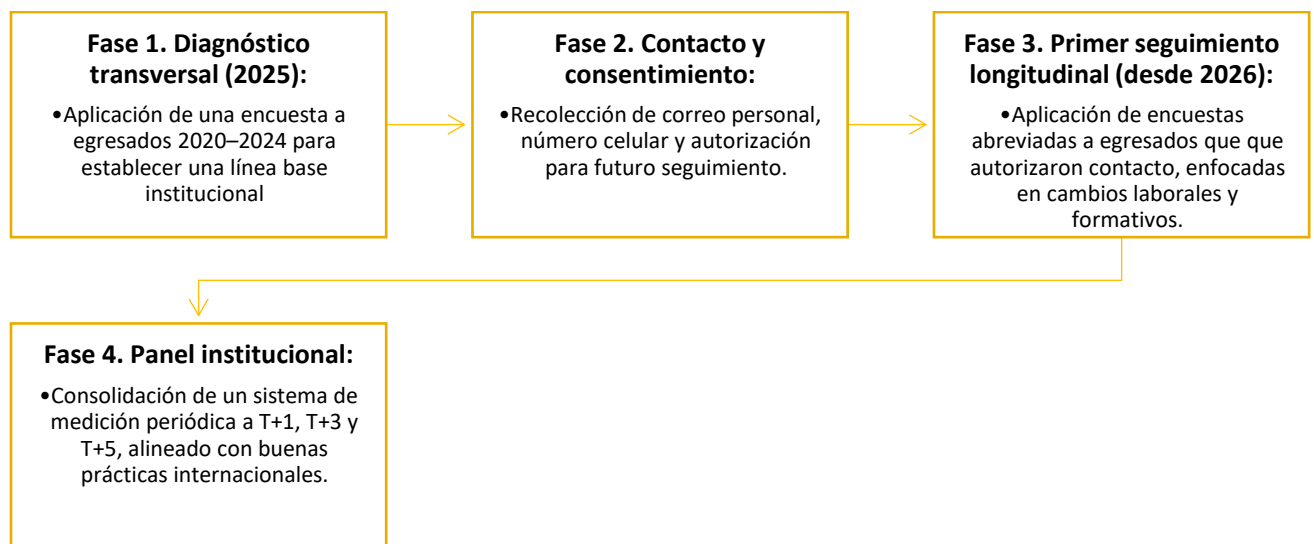 Fase 1. Diagnóstico
transversal (2025):
•Aplicación de una encuesta a
egresados 2020–2024 para
establecer una línea base
institucional
Fase 2. Contacto y
consentimiento:
•Recolección de correo personal,
número celular y autorización
para futuro seguimiento.
Fase 3. Primer seguimiento
longitudinal (desde 2026):
•Aplicación de encuestas
abreviadas a egresados que que
autorizaron contacto, enfocadas
en cambios laborales y
formativos.
Fase 4. Panel institucional:
•Consolidación de un sistema de
medición periódica a T+1, T+3 y
T+5, alineado con buenas
prácticas internacionales.